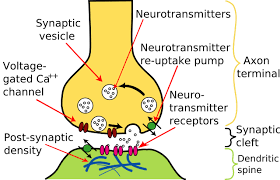 Synaptic
vesicle
Neurotransmitters
Neurotransmitter
re-uptake pump
Axon
terminal
Voltage-
gated Ca++
channel
Neuro-
transmitter
receptors
Post-synaptic
density
Synaptic
cleft
Dendritic
spine